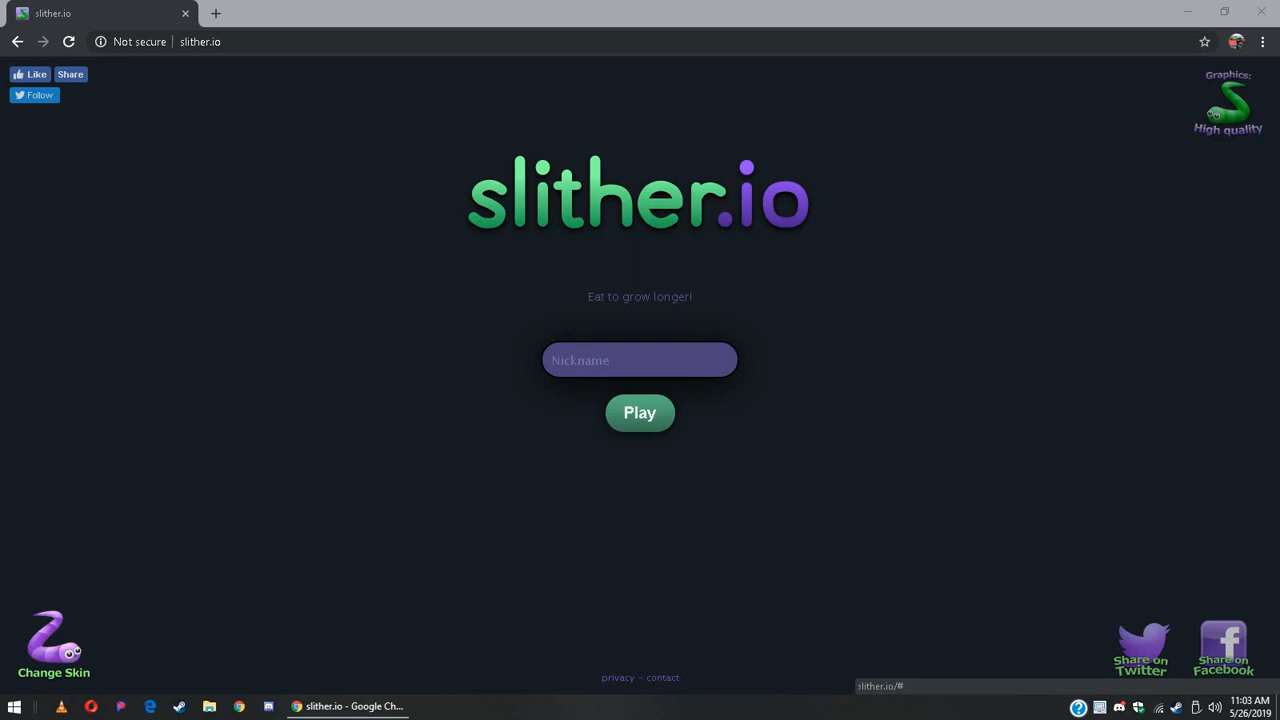 slither.io
Not secure | slither.io
Like Share
Follow
Graphics:
High quality
slither.io
Eat to grow longer!
Nickname
Play
Change Skin
privacy - contact
Share on
Twitter
Share on
Facebook
slither.io/#
slither.io - Google Ch...
11:03 AM
5/26/2019